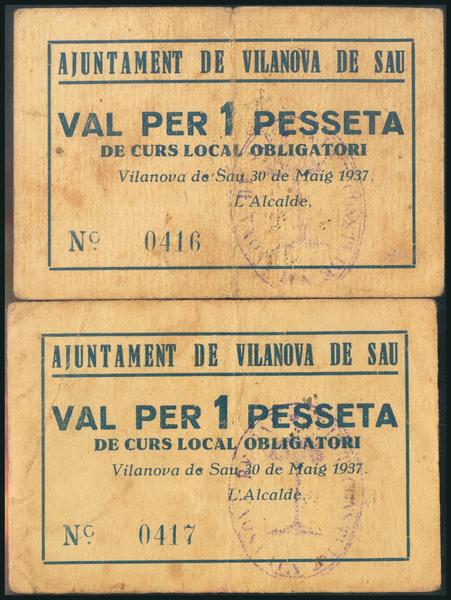 AJUNTAMENT DE VILANOVA DE SAU
VAL PER 1 PESSETA
DE CURS LOCAL OBLIGATORI
Vilanova de Sau 30 de Maig 1937.
L'Alcalde,
Nº 0416
AJUNTAMENT DE VILANOVA DE SAU
VAL PER 1 PESSETA
DE CURS LOCAL OBLIGATORI
Vilanova de Sau 30 de Maig 1937.
L'Alcalde,
Nº 0417